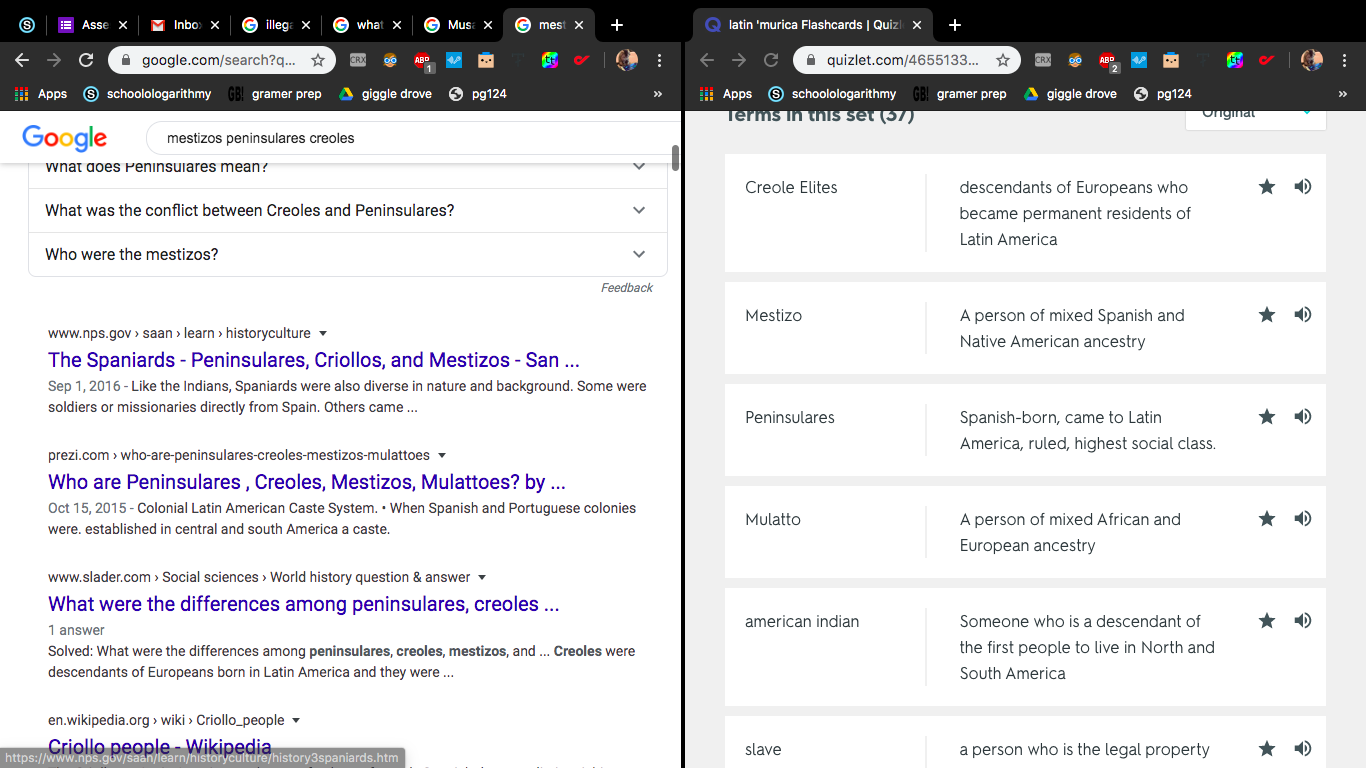 Asse
Inbo
illega
what
Musa
mest
google.com/search?q...
CRX
ABP
1
Apps
schoolologarithmy
GB!
gramer prep
giggle drove
pg124
»
Google
mestizos peninsulares creoles
What does Peninsulares mean?
What was the conflict between Creoles and Peninsulares?
Who were the mestizos?
Feedback
www.nps.gov › saan › learn › historyculture
The Spaniards - Peninsulares, Criollos, and Mestizos - San ...
Sep 1, 2016 - Like the Indians, Spaniards were also diverse in nature and background. Some were
soldiers or missionaries directly from Spain. Others came ...
prezi.com › who-are-peninsulares-creoles-mestizos-mulattoes
Who are Peninsulares , Creoles, Mestizos, Mulattoes? by ...
Oct 15, 2015 - Colonial Latin American Caste System. • When Spanish and Portuguese colonies
were. established in central and south America a caste.
www.slader.com › Social sciences › World history question & answer
What were the differences among peninsulares, creoles ...
1 answer
Solved: What were the differences among peninsulares, creoles, mestizos, and ... Creoles were
descendants of Europeans born in Latin America and they were ...
en.wikipedia.org › wiki › Criollo_people
Criollo people - Wikipedia
https://www.nps.gov/saan/learn/historyculture/history3spaniards.htm
latin 'murica Flashcards | Quizl
quizlet.com/4655133...
CRX
ABP
2
Apps
schoolologarithmy
GB!
gramer prep
giggle drove
pg124
»
Terms in this set (37)
Original
Creole Elites
descendants of Europeans who
became permanent residents of
Latin America
Mestizo
A person of mixed Spanish and
Native American ancestry
Peninsulares
Spanish-born, came to Latin
America, ruled, highest social class.
Mulatto
A person of mixed African and
European ancestry
american indian
Someone who is a descendant of
the first people to live in North and
South America
slave
a person who is the legal property